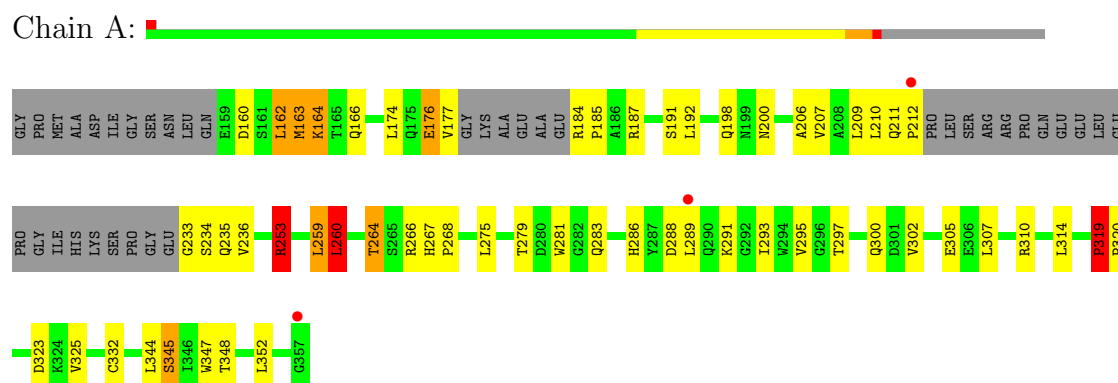 Chain A:
GLY PRO MET ALA ASP ILE GLY SER ASN LEU GLN E159 D160 S161 L162 M163 K164 T165 Q166 L174 Q175 E176 V177 GLY LYS ALA GLU ALA GLU R184 P185 A186 R187 S191 L192 Q198 N199 N200 A206 V207 A208 L209 L210 Q211 P212 PRO LEU SER ARG ARG PRO GLN GLU GLU LEU GLU
PRO GLY ILE HIS LYS SER PRO GLY GLU G233 S234 Q235 V236 R253 L259 L260 T264 S265 R266 H267 P268 L275 T279 D280 W281 G282 Q283 H286 Y287 D288 L289 Q290 K291 G292 I293 W294 V295 G296 T297 Q300 D301 V302 E305 E306 L307 R310 L314 P319 P320
D323 K324 V325 C332 L344 S345 I346 W347 T348 L352 G357